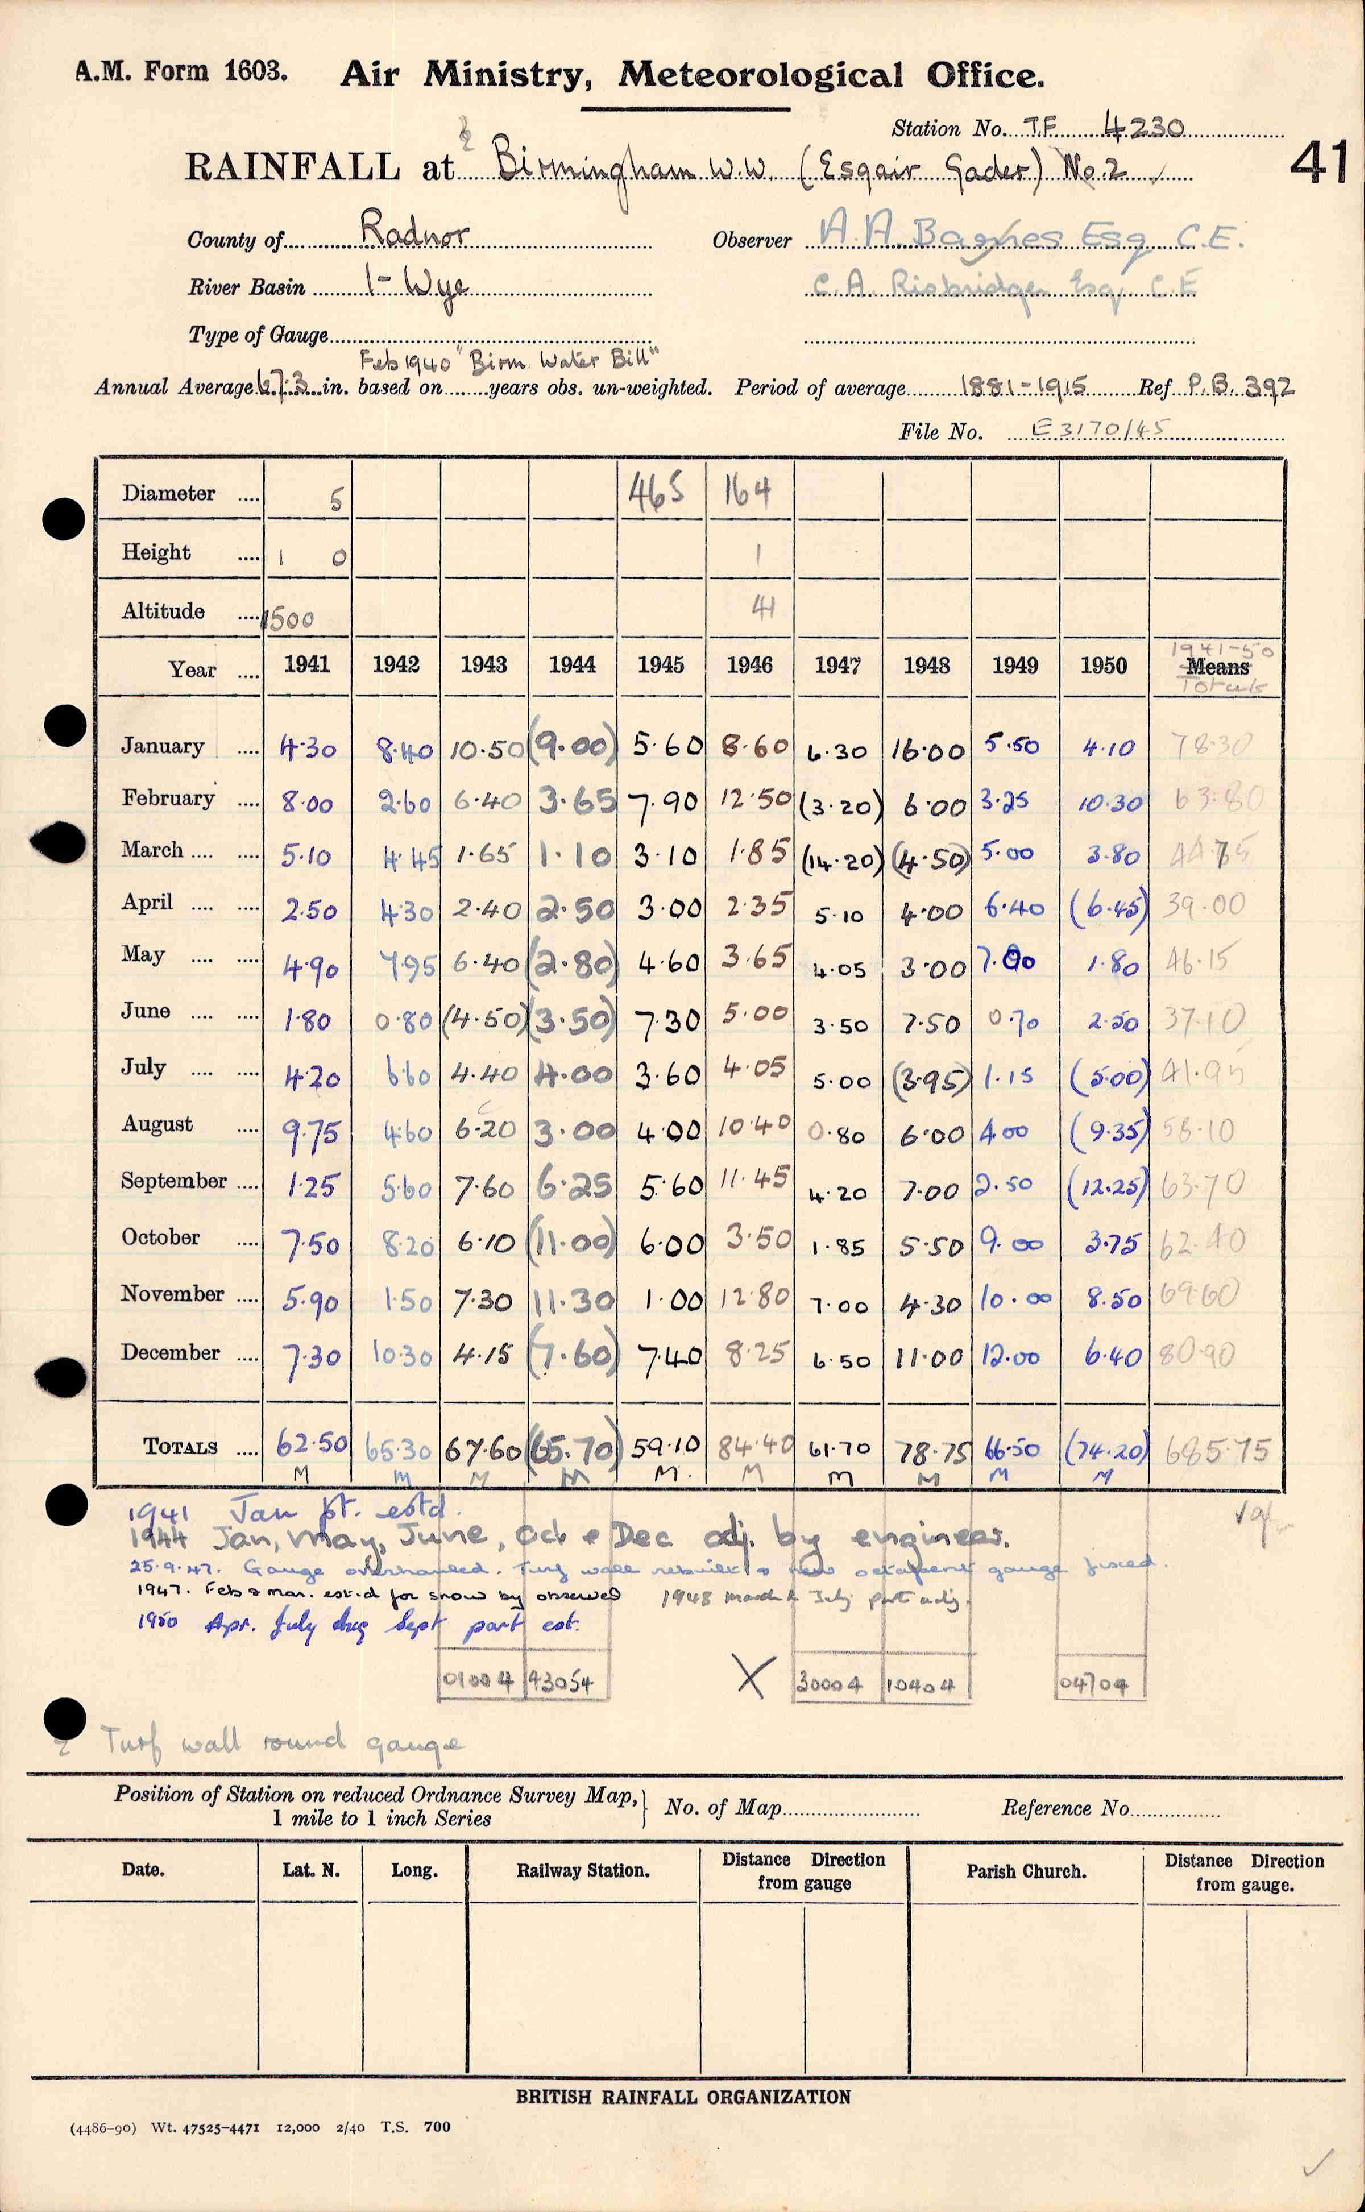 A.M. Form 1603. Air Ministry, Meteorological Office.
Station No. TF 4230
RAINFALL at Birmingham W.W. (Esgair Gader) No.2 41
County of Radnor Observer A A Baynes Esq C.E.
River Basin 1- Wye C.A. Risbridger Esq. C.E
Type of Gauge
Feb 1940 "Birm Water Bill"
Annual Average 67.3 in. based on years obs. un-weighted. Period of average 1881-1915 Ref P.B. 392
File No. E3170/45
Diameter 5 465 164
Height 1 0 1
Altitude 1500 41
Year 1941 1942 1943 1944 1945 1946 1947 1948 1949 1950 1941-50 Means Totals
January 4.30 8.40 10.50 (9.00) 5.60 8.60 6.30 16.00 5.50 4.10 78.30
February 8.00 2.60 6.40 3.65 7.90 12.50 (3.20) 6.00 3.25 10.30 63.80
March 5.10 4.45 1.65 1.10 3.10 1.85 (14.20) (4.50) 5.00 3.80 44.75
April 2.50 4.30 2.40 2.50 3.00 2.35 5.10 4.00 6.40 (6.45) 39.00
May 4.90 7.95 6.40 (2.80) 4.60 3.65 4.05 3.00 7.00 1.80 46.15
June 1.80 0.80 (4.50) (3.50) 7.30 5.00 3.50 7.50 0.70 2.50 37.10
July 4.20 6.60 4.40 4.00 3.60 4.05 5.00 (3.95) 1.15 (5.00) 41.95
August 9.75 4.60 6.20 3.00 4.00 10.40 0.80 6.00 4.00 (9.35) 58.10
September 1.25 5.60 7.60 6.25 5.60 11.45 4.20 7.00 2.50 (12.25) 63.70
October 7.50 8.20 6.10 (11.00) 6.00 3.50 1.85 5.50 9.00 3.75 62.40
November 5.90 1.50 7.30 11.30 1.00 12.80 7.00 4.30 10.00 8.50 69.60
December 7.30 10.30 4.15 (7.60) 7.40 8.25 6.50 11.00 12.00 6.40 80.90
TOTALS 62.50 65.30 67.60 (65.70) 59.10 84.40 61.70 78.75 66.50 (74.20) 685.75
M M M M M M M M M M
1941 Jan pt. estd.
1944 Jan, May, June, Oct & Dec adj. by engineer.
25.9.47. Gauge overhauled. Turf wall rebuilt & new octapent gauge fixed.
1947. Feb & Mar. est.d for snow by observer 1948 March & July part adj.
1950 Apr. July Aug Sept part est.
01004 93054 X 30004 10404 04704
Turf wall round gauge
Position of Station on reduced Ordnance Survey Map, 1 mile to 1 inch Series No. of Map Reference No.
Date. Lat. N. Long. Railway Station. Distance Direction from gauge Parish Church. Distance Direction from gauge.
BRITISH RAINFALL ORGANIZATION
(4486-90) Wt. 47525-4471 12,000 2/40 T.S. 700